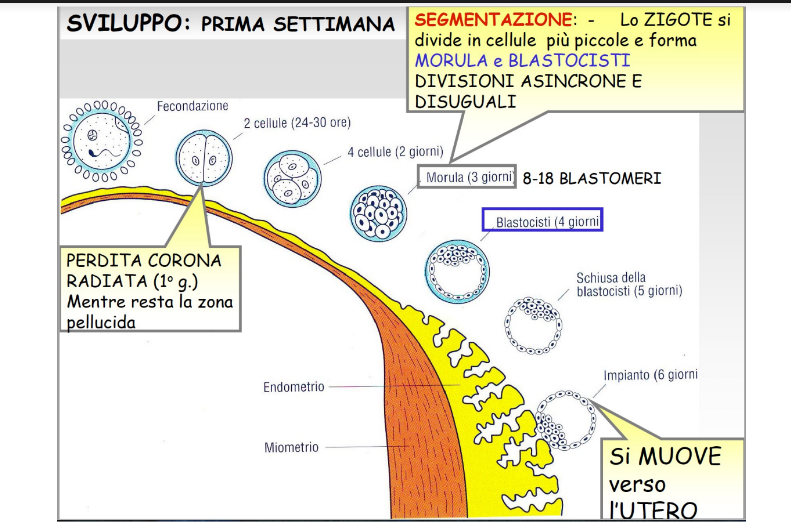 SVILUPPO: PRIMA SETTIMANA
SEGMENTAZIONE: - Lo ZIGOTE si
divide in cellule più piccole e forma
MORULA e BLASTOCISTI
DIVISIONI ASINCRONE E
DISUGUALI
Fecondazione
2 cellule (24-30 ore)
4 cellule (2 giorni)
Morula (3 giorni)
8-18 BLASTOMERI
Blastocisti (4 giorni
PERDITA CORONA
RADIATA (1° g.)
Mentre resta la zona
pellucida
Schiusa della
blastocisti (5 giorni)
Impianto (6 giorni
Endometrio
Miometrio
Si MUOVE
verso
l'UTERO